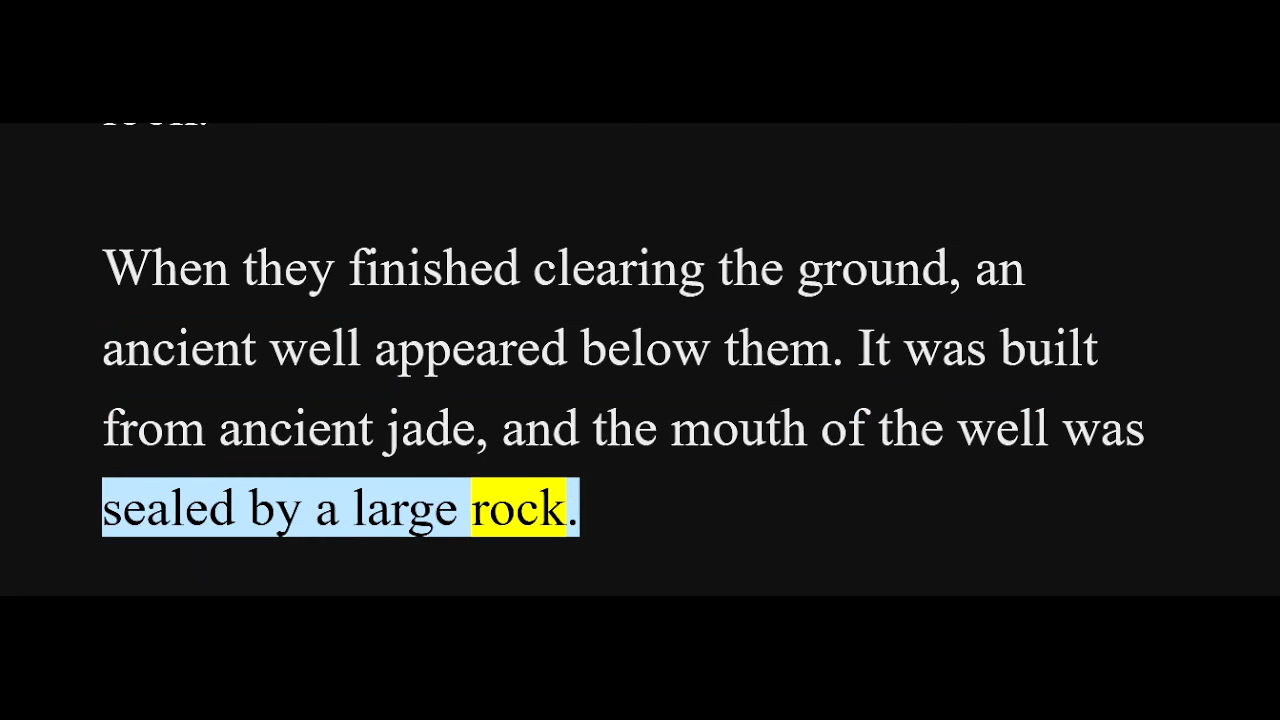 When they finished clearing the ground, an
ancient well appeared below them. It was built
from ancient jade, and the mouth of the well was
sealed by a large rock.